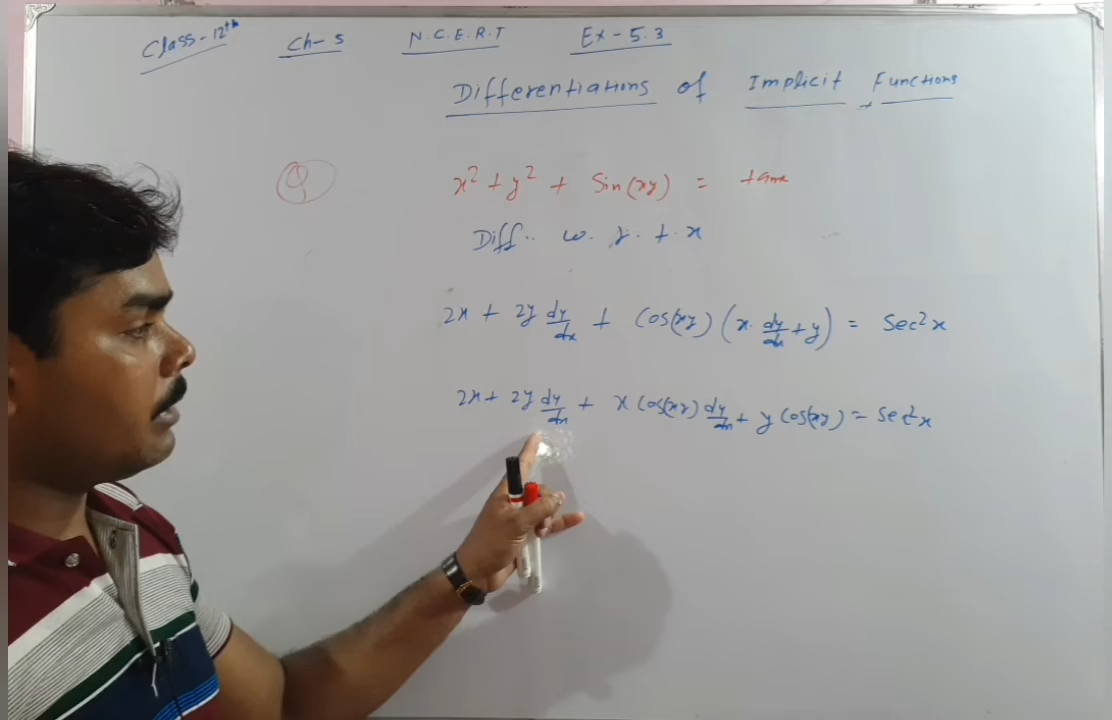 Class-12th Ch-5 N.C.E.R.T Ex-5.3
Differentiations of Implicit Functions
Q1 x² + y² + Sin(xy) = tanx
Diff.. w.r.t.x
2x + 2y dy/dx + Cos(xy) (x. dy/dx + y) = Sec²x
2x + 2y dy/dx + x Cos(xy) dy/dx + y Cos(xy) = Sec²x